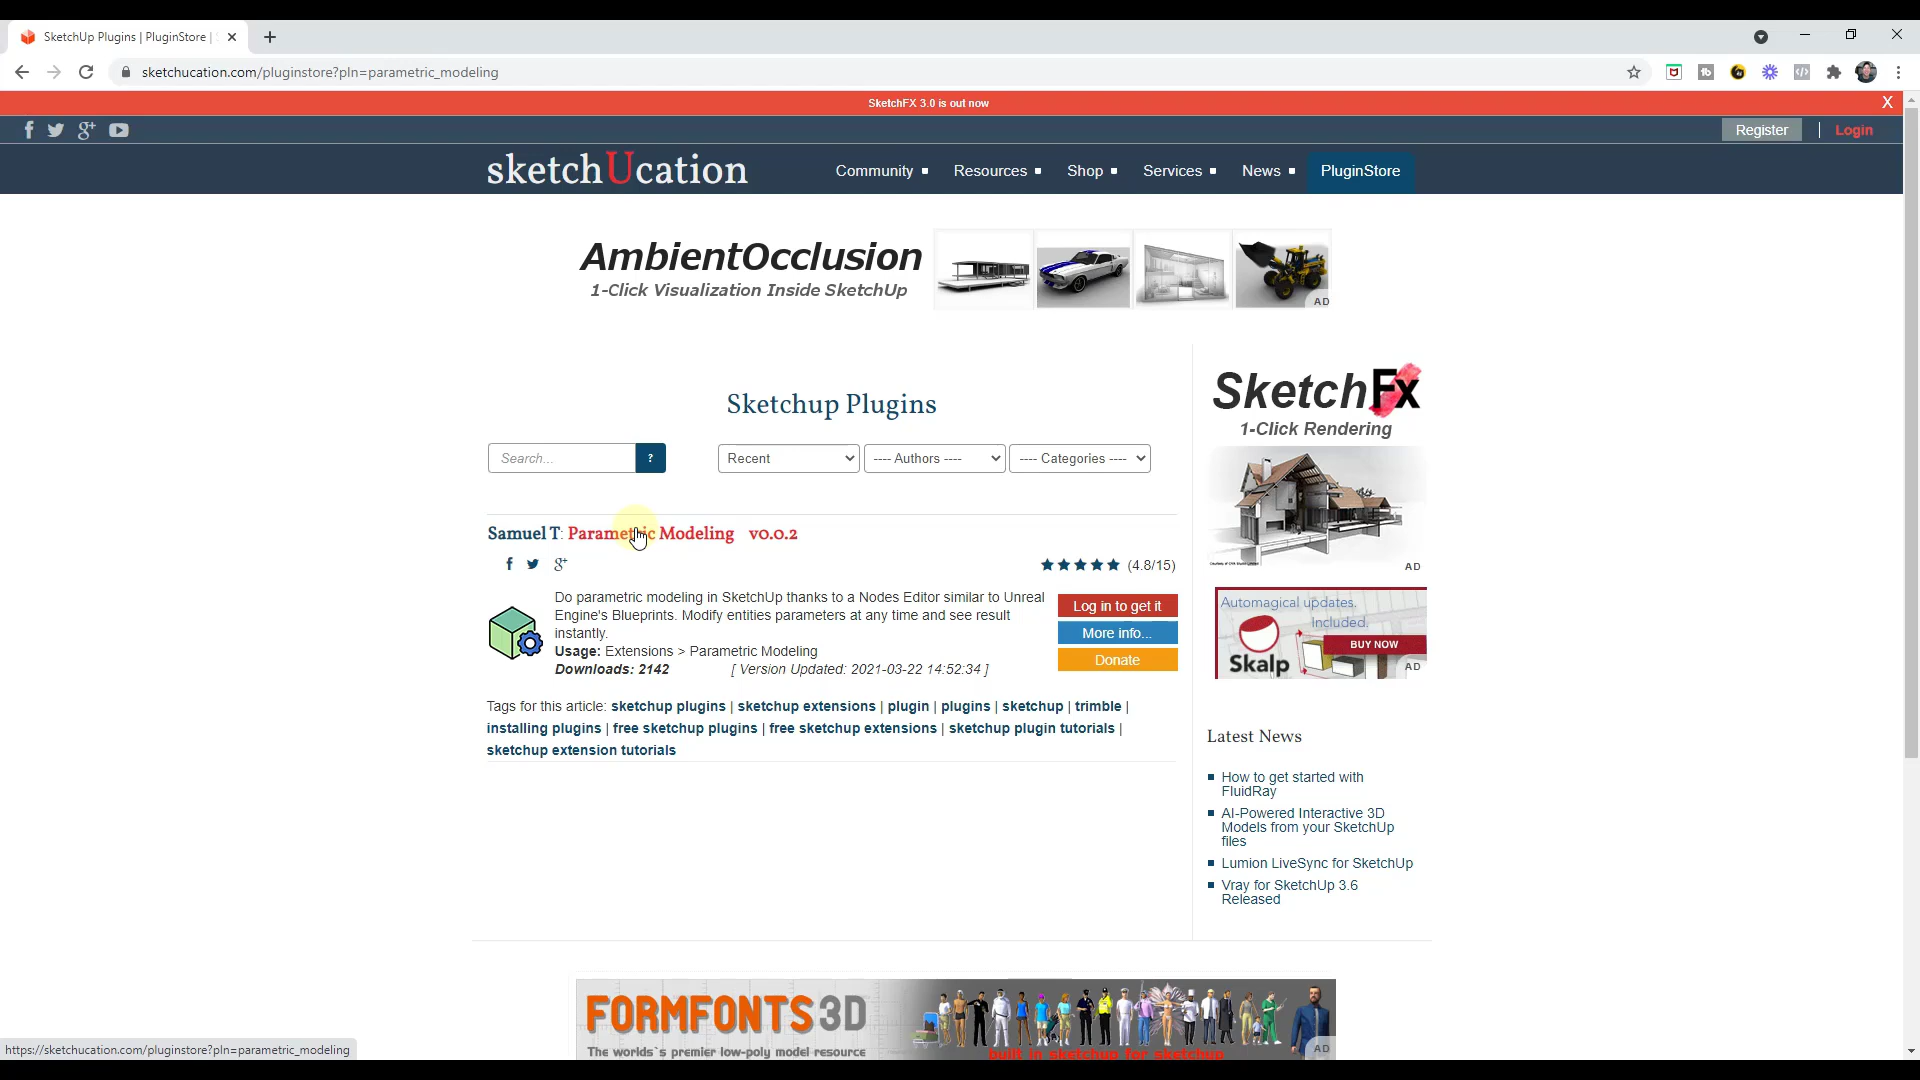 SketchUp Plugins | PluginStore |
sketchucation.com/pluginstore?pln=parametric_modeling
SketchFX 3.0 is out now
X
Register | Login
sketchUcation
Community Resources Shop Services News PluginStore
AmbientOcclusion
1-Click Visualization Inside SketchUp
AD
Sketchup Plugins
Search... ? Recent ---- Authors ---- ---- Categories ----
Samuel T: Parametric Modeling v0.0.2
(4.8/15)
Do parametric modeling in SketchUp thanks to a Nodes Editor similar to Unreal
Engine's Blueprints. Modify entities parameters at any time and see result
instantly.
Usage: Extensions > Parametric Modeling
Downloads: 2142 [ Version Updated: 2021-03-22 14:52:34 ]
Log in to get it
More info...
Donate
Tags for this article: sketchup plugins | sketchup extensions | plugin | plugins | sketchup | trimble |
installing plugins | free sketchup plugins | free sketchup extensions | sketchup plugin tutorials |
sketchup extension tutorials
SketchFx
1-Click Rendering
AD
Automagical updates.
Included.
BUY NOW
Skalp
AD
Latest News
How to get started with
FluidRay
AI-Powered Interactive 3D
Models from your SketchUp
files
Lumion LiveSync for SketchUp
Vray for SketchUp 3.6
Released
FORMFONTS3D
The world`s premier low-poly model resource
built in sketchup for sketchup
AD
https://sketchucation.com/pluginstore?pln=parametric_modeling